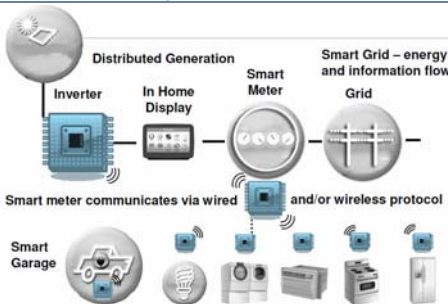 Distributed Generation
Smart Grid – energy
and information flow
Smart
Meter
In Home
Display
Inverter
Grid
Smart meter communicates via wired and/or wireless protocol
Smart
Garage